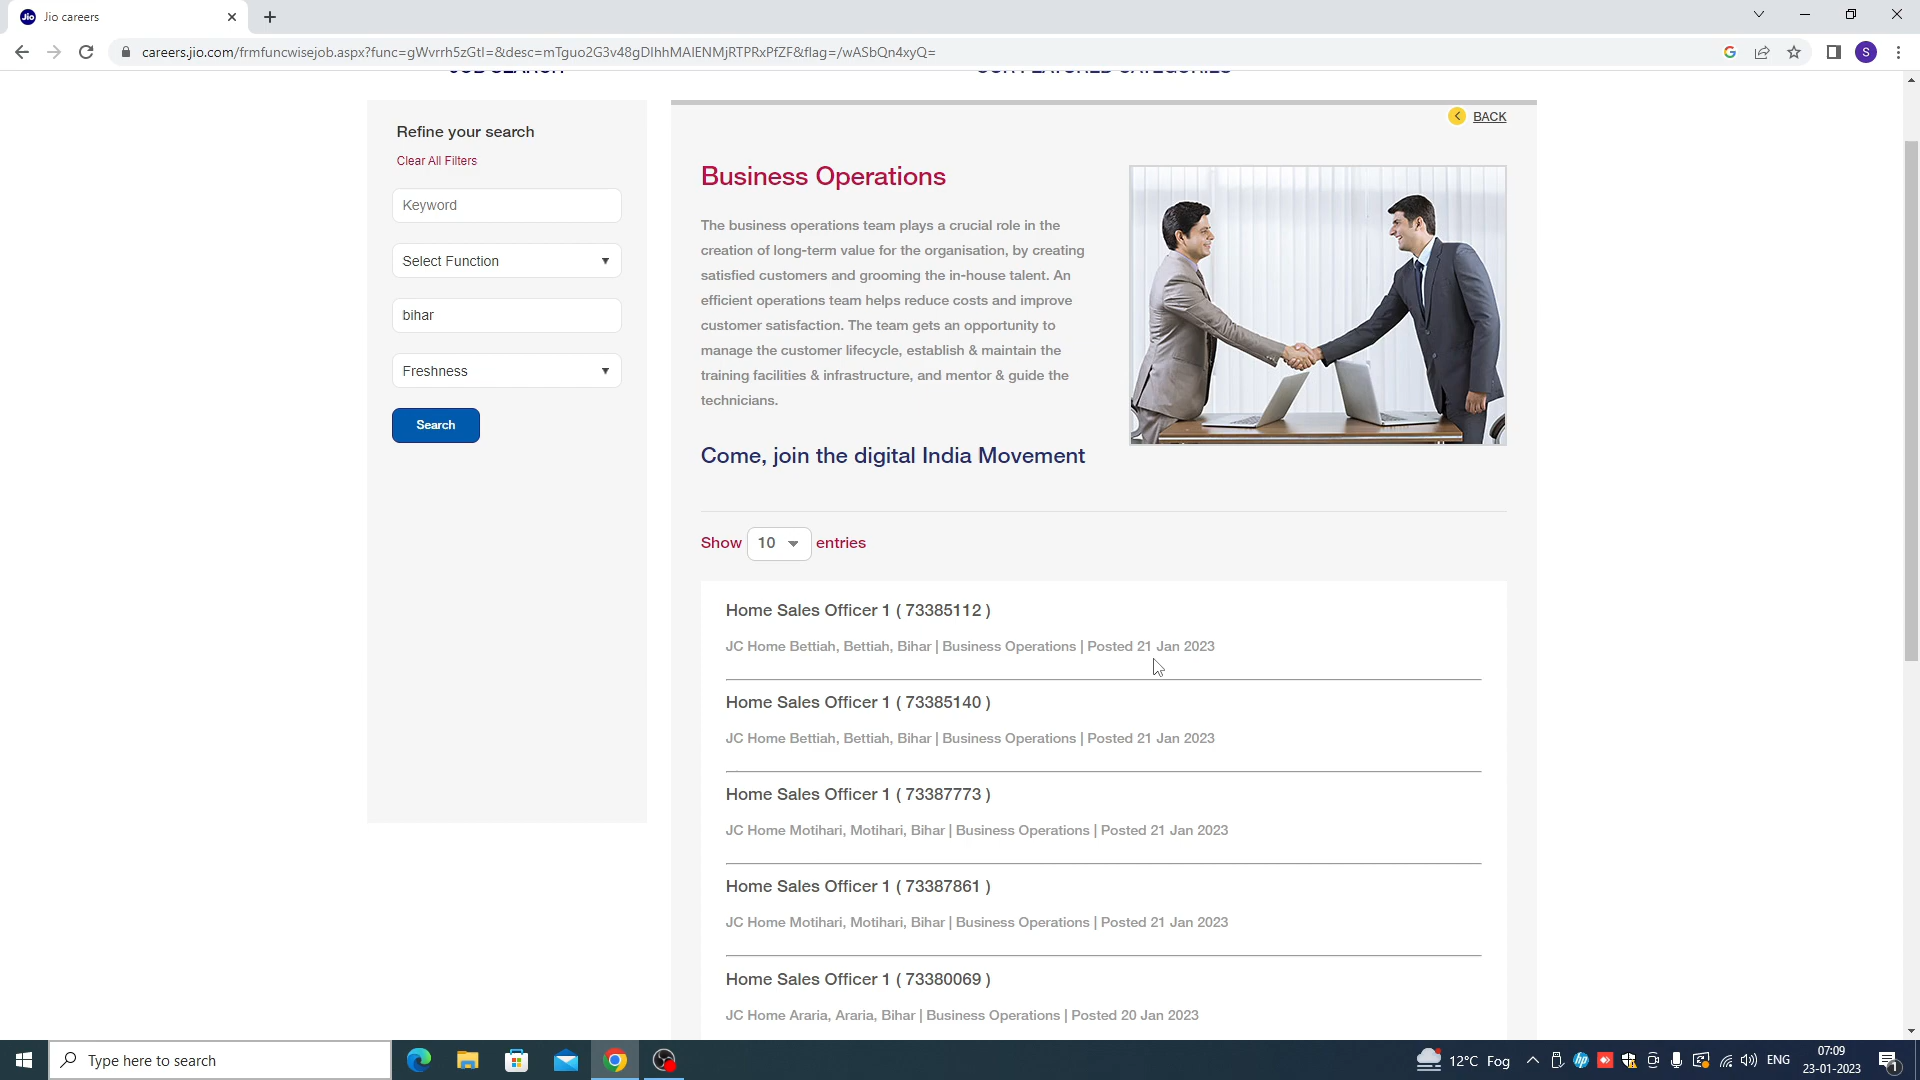 Jio careers
careers.jio.com/frmfuncwisejob.aspx?func=gWvrrh5zGtI=&desc=mTguo2G3v48gDIhhMAlENMjRTPRxPfZF&flag=/wASbQn4xyQ=
S
JOB SEARCH
OUR FEATURED CATEGORIES
Refine your search
Clear All Filters
Keyword
Select Function
bihar
Freshness
Search
BACK
Business Operations
The business operations team plays a crucial role in the
creation of long-term value for the organisation, by creating
satisfied customers and grooming the in-house talent. An
efficient operations team helps reduce costs and improve
customer satisfaction. The team gets an opportunity to
manage the customer lifecycle, establish & maintain the
training facilities & infrastructure, and mentor & guide the
technicians.
Come, join the digital India Movement
Show 10 entries
Home Sales Officer 1 ( 73385112 )
JC Home Bettiah, Bettiah, Bihar | Business Operations | Posted 21 Jan 2023
Home Sales Officer 1 ( 73385140 )
JC Home Bettiah, Bettiah, Bihar | Business Operations | Posted 21 Jan 2023
Home Sales Officer 1 ( 73387773 )
JC Home Motihari, Motihari, Bihar | Business Operations | Posted 21 Jan 2023
Home Sales Officer 1 ( 73387861 )
JC Home Motihari, Motihari, Bihar | Business Operations | Posted 21 Jan 2023
Home Sales Officer 1 ( 73380069 )
JC Home Araria, Araria, Bihar | Business Operations | Posted 20 Jan 2023
Type here to search
12°C Fog
ENG
07:09
23-01-2023
1